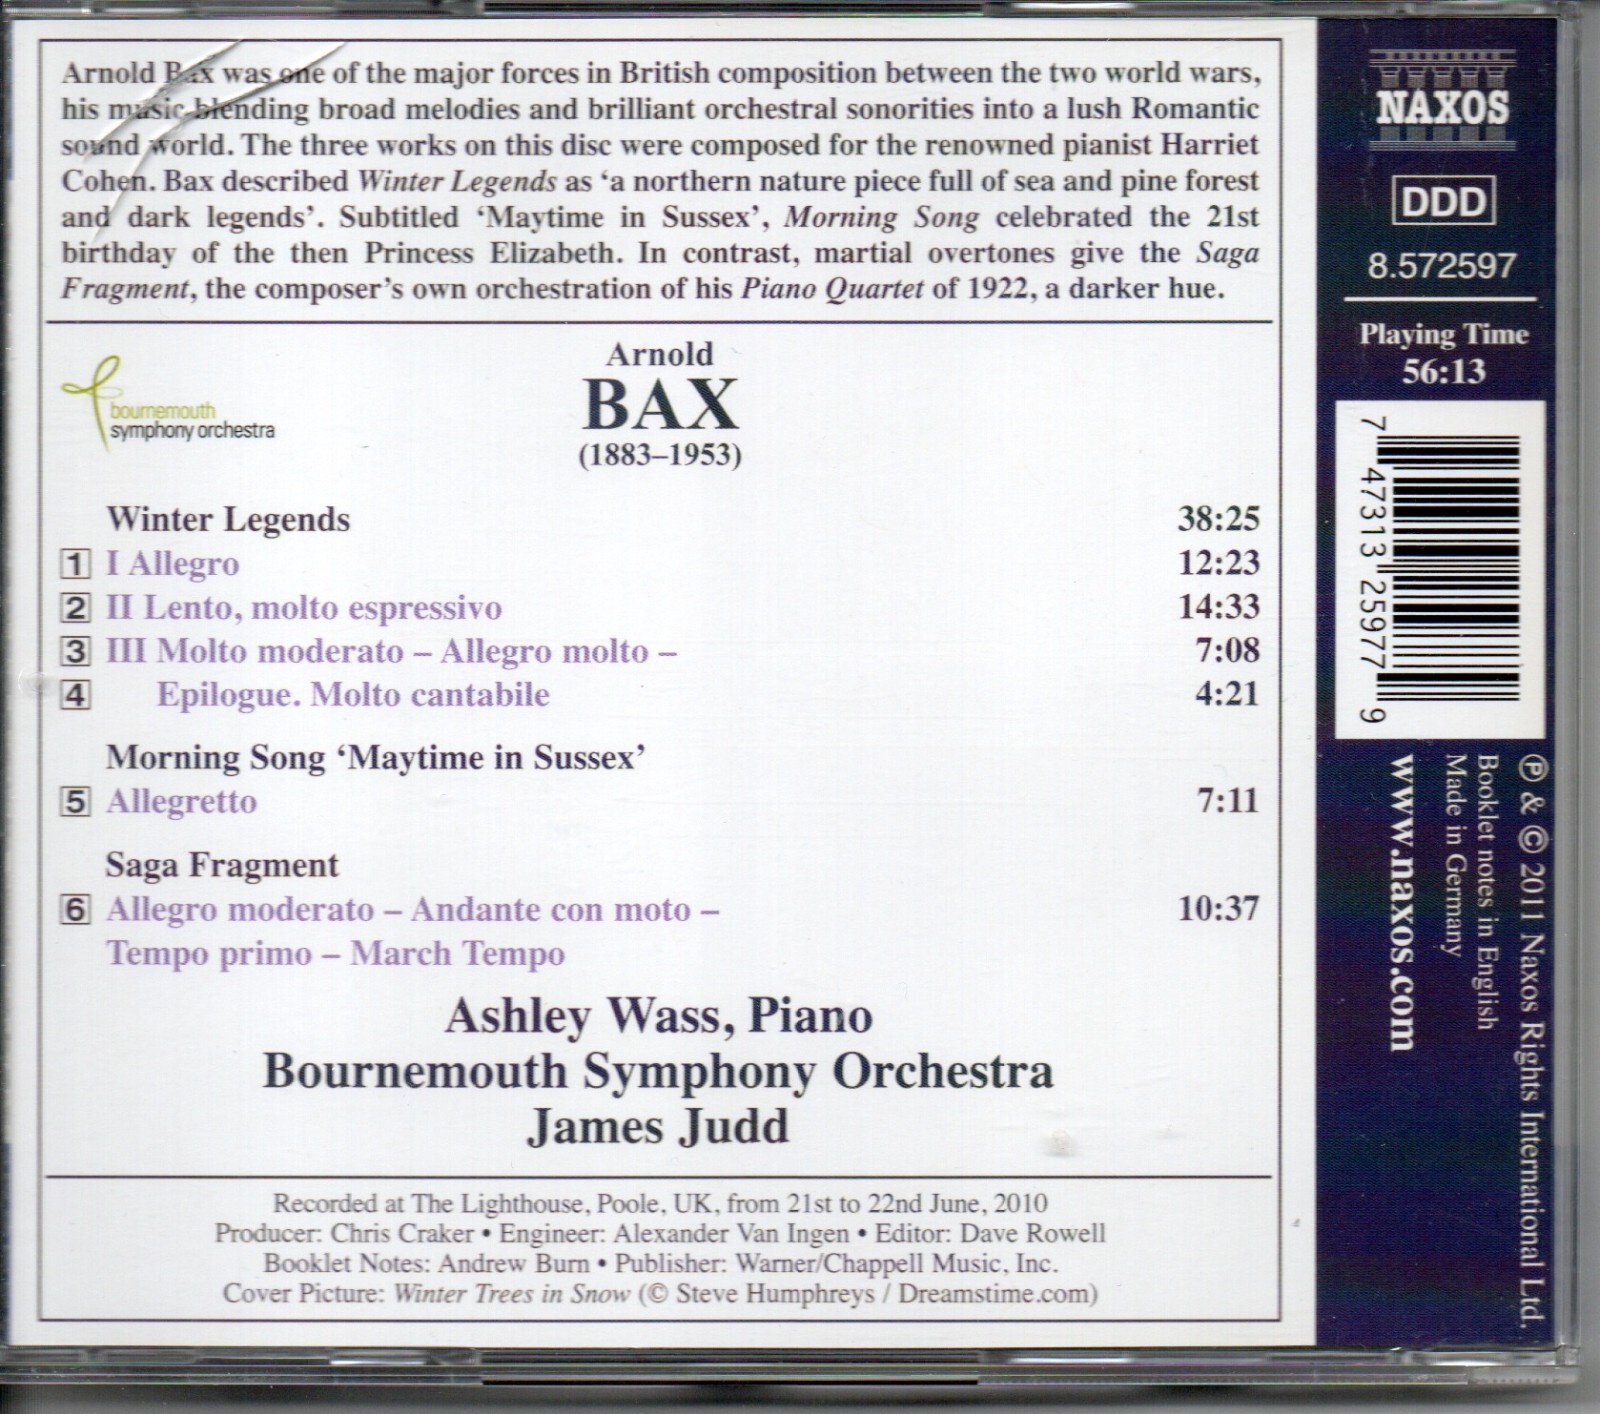 Arnold Bax was one of the major forces in British composition between the two world wars,
his music blending broad melodies and brilliant orchestral sonorities into a lush Romantic
sound world. The three works on this disc were composed for the renowned pianist Harriet
Cohen. Bax described Winter Legends as ‘a northern nature piece full of sea and pine forest
and dark legends’. Subtitled ‘Maytime in Sussex’, Morning Song celebrated the 21st
birthday of the then Princess Elizabeth. In contrast, martial overtones give the Saga
Fragment, the composer’s own orchestration of his Piano Quartet of 1922, a darker hue.
bournemouth
symphony orchestra
Arnold
BAX
(1883–1953)
Winter Legends 38:25
1 I Allegro 12:23
2 II Lento, molto espressivo 14:33
3 III Molto moderato – Allegro molto – 7:08
4 Epilogue. Molto cantabile 4:21
Morning Song ‘Maytime in Sussex’
5 Allegretto 7:11
Saga Fragment
6 Allegro moderato – Andante con moto – 10:37
Tempo primo – March Tempo
Ashley Wass, Piano
Bournemouth Symphony Orchestra
James Judd
Recorded at The Lighthouse, Poole, UK, from 21st to 22nd June, 2010
Producer: Chris Craker • Engineer: Alexander Van Ingen • Editor: Dave Rowell
Booklet Notes: Andrew Burn • Publisher: Warner/Chappell Music, Inc.
Cover Picture: Winter Trees in Snow (© Steve Humphreys / Dreamstime.com)
NAXOS
DDD
8.572597
Playing Time
56:13
7 47313 25977 9
℗ & © 2011 Naxos Rights International Ltd.
Booklet notes in English
Made in Germany
www.naxos.com